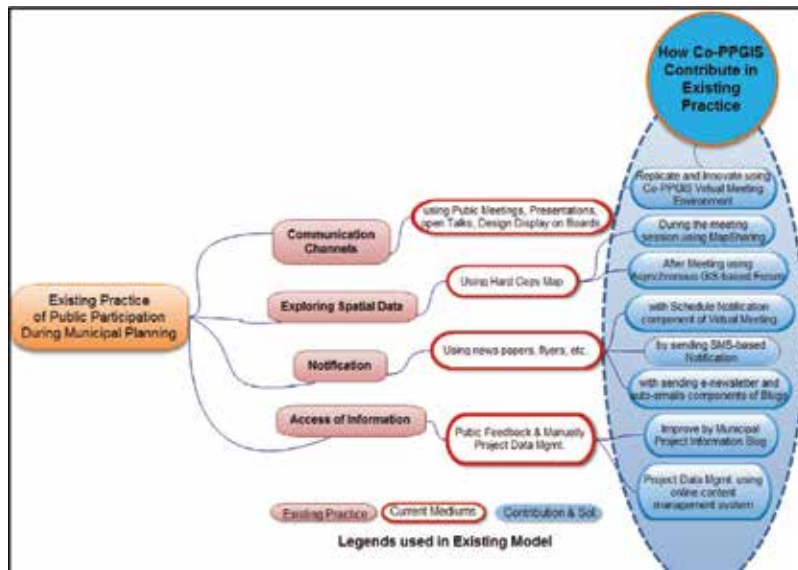 How Co-PPGIS
Contribute in
Existing
Practice
Existing Practice
of Public Participation
During Municipal Planning
Communication
Channels
using Pubic Meetings, Presentations,
open Talks, Design Display on Boards
Replicate and Innovate using
Co-PPGIS Virtual Meeting
Environment
Exploring Spatial Data
Using Hard Copy Map
During the meeting
session using MapSharing
After Meeting using
Asynchronous GIS-based Forum
Notification
Using news papers, flyers, etc.
with Schedule Notification
component of Virtual Meeting
by sending SMS-based
Notification
with sending e-newsletter and
auto-emails components of Blogs
Access of Information
Pubic Feedback & Manually
Project Data Mgmt.
Improve by Municipal
Project Information Blog
Project Data Mgmt. using
online content
management system
Existing Practice
Current Mediums
Contribution & Sol.
Legends used in Existing Model